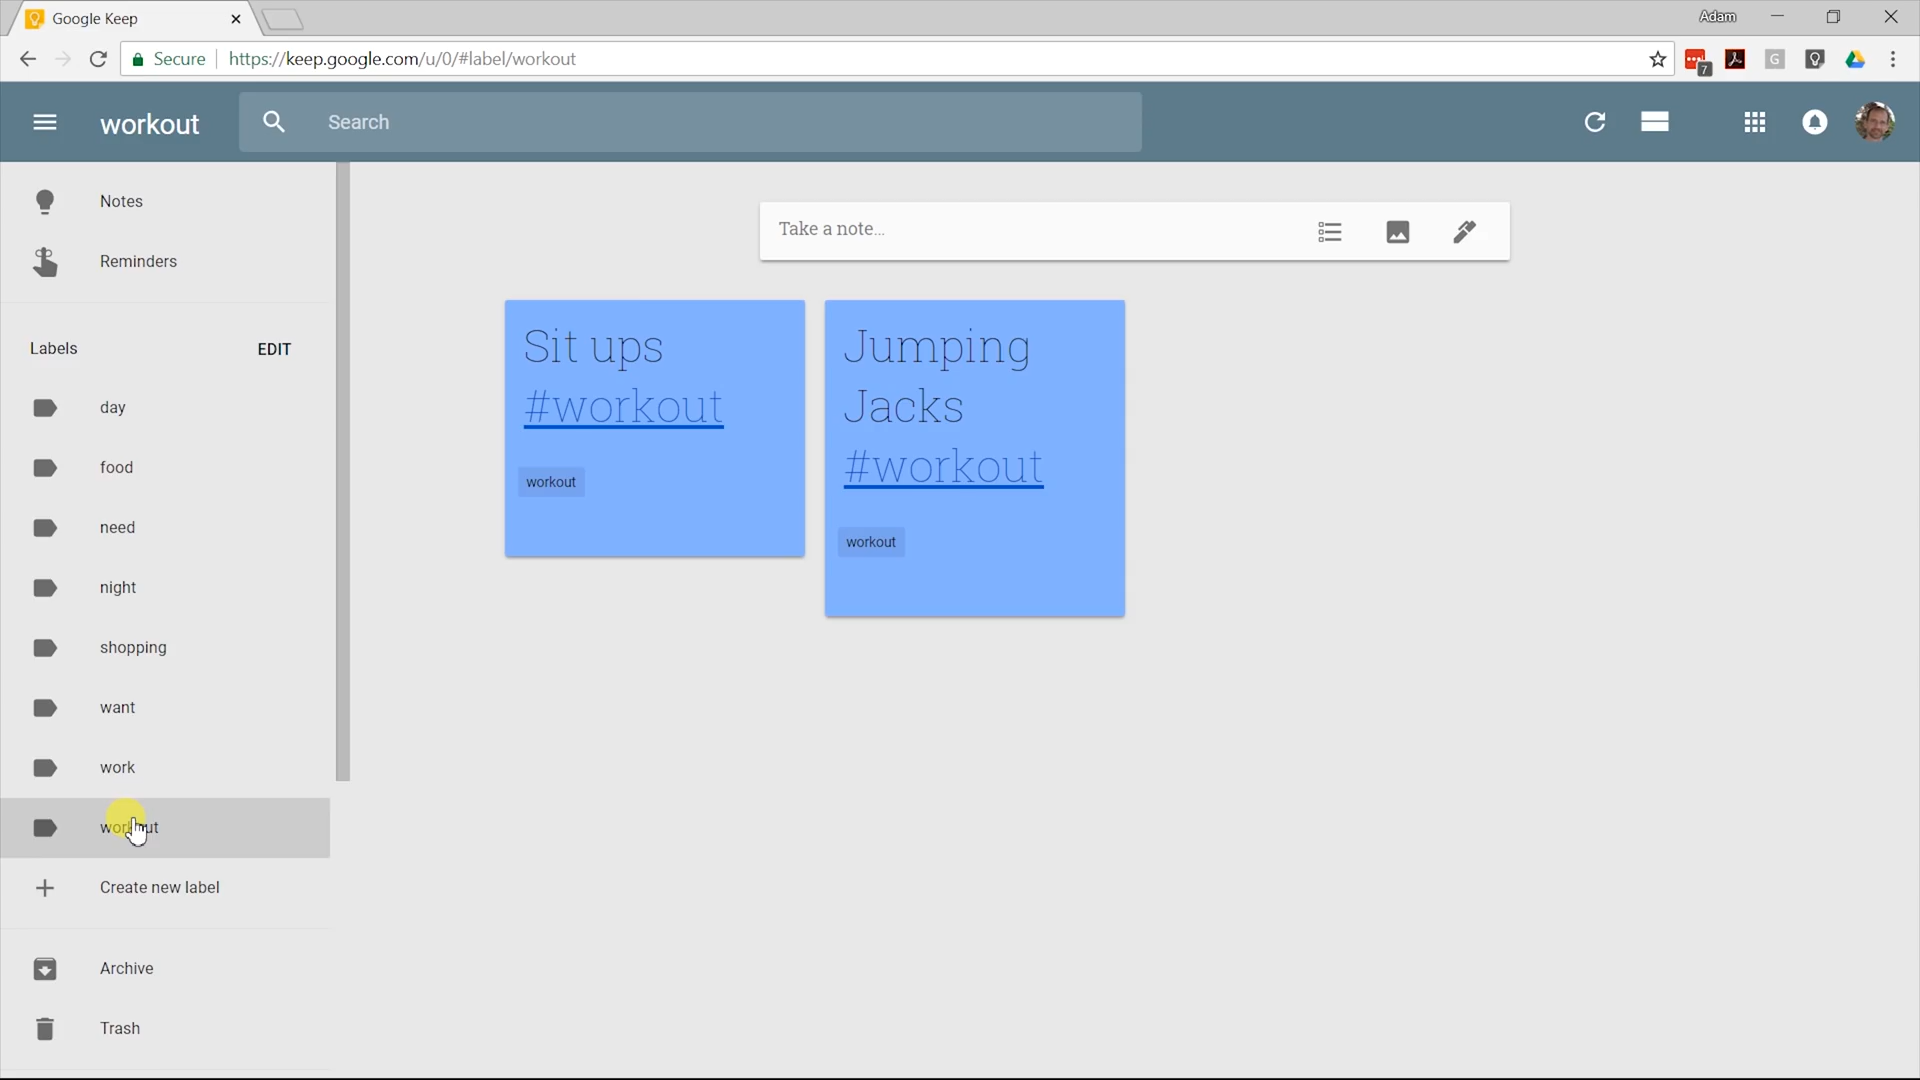 Google Keep
Adam
Secure
https://keep.google.com/u/0/#label/workout
7
G
workout
Search
Notes
Reminders
Labels
EDIT
day
food
need
night
shopping
want
work
workout
Create new label
Archive
Trash
Take a note...
Sit ups
#workout
workout
Jumping
Jacks
#workout
workout